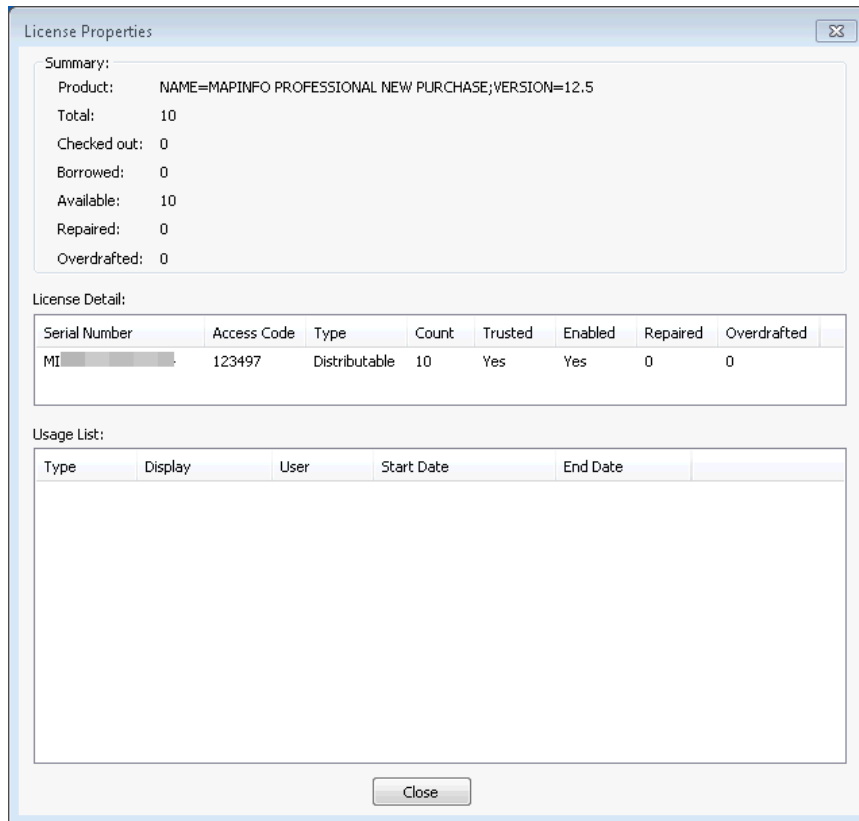 License Properties
Summary:
Product: NAME=MAPINFO PROFESSIONAL NEW PURCHASE;VERSION=12.5
Total: 10
Checked out: 0
Borrowed: 0
Available: 10
Repaired: 0
Overdrafted: 0
License Detail:
Serial Number Access Code Type Count Trusted Enabled Repaired Overdrafted
MI 123497 Distributable 10 Yes Yes 0 0
Usage List:
Type Display User Start Date End Date
Close